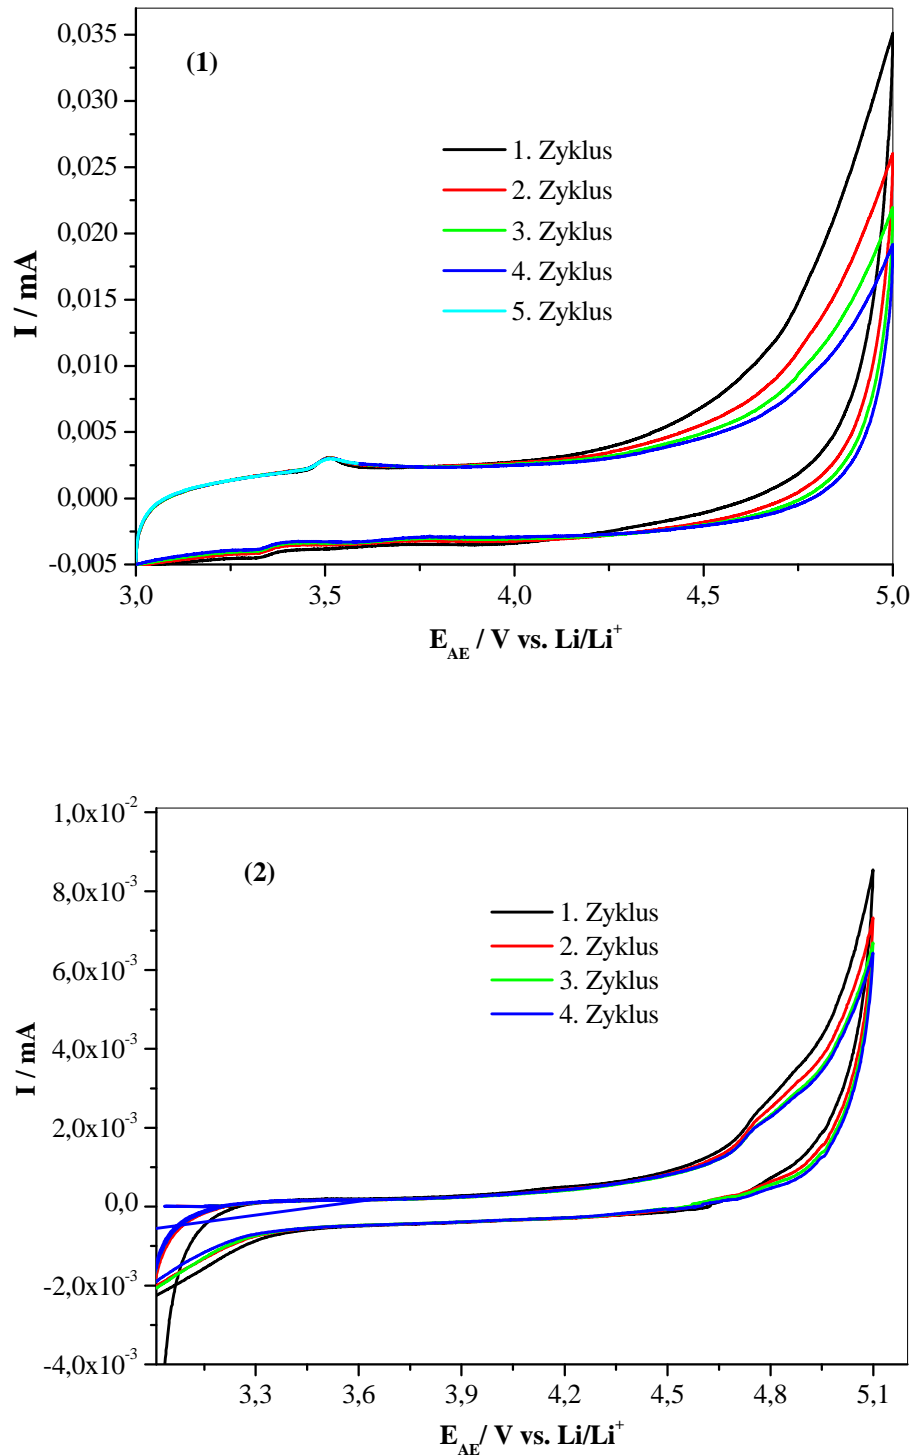 (1)
1. Zyklus
2. Zyklus
3. Zyklus
4. Zyklus
5. Zyklus
I / mA
0,035
0,030
0,025
0,020
0,015
0,010
0,005
0,000
-0,005
3,0 3,5 4,0 4,5 5,0
E_AE / V vs. Li/Li⁺
(2)
1. Zyklus
2. Zyklus
3. Zyklus
4. Zyklus
I / mA
1,0x10⁻²
8,0x10⁻³
6,0x10⁻³
4,0x10⁻³
2,0x10⁻³
0,0
-2,0x10⁻³
-4,0x10⁻³
3,3 3,6 3,9 4,2 4,5 4,8 5,1
E_AE/ V vs. Li/Li⁺